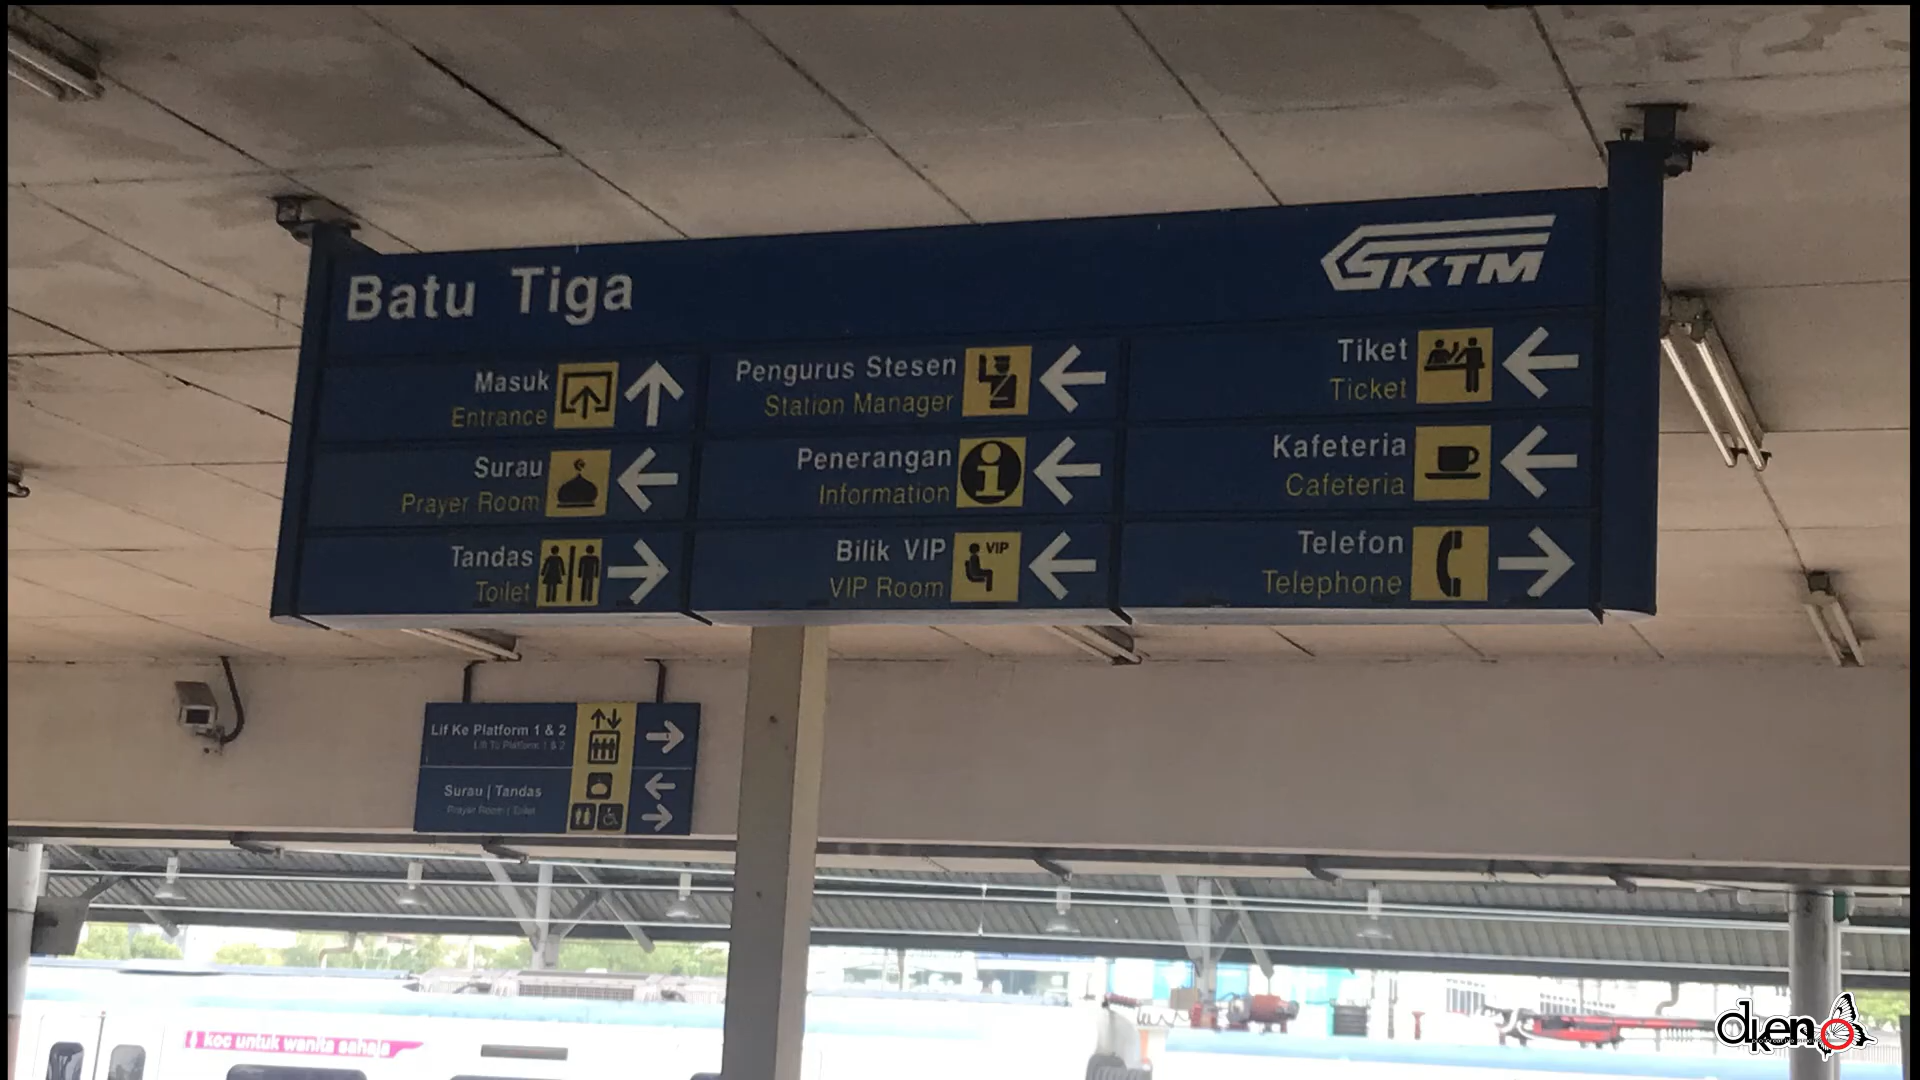 Batu Tiga
KTM
Masuk
Entrance
Surau
Prayer Room
Tandas
Toilet
Pengurus Stesen
Station Manager
Penerangan
Information
Bilik VIP
VIP Room
VIP
Tiket
Ticket
Kafeteria
Cafeteria
Telefon
Telephone
Lif Ke Platform 1 & 2
Lift To Platform 1 & 2
Surau | Tandas
Prayer Room | Toilet
koc untuk wanita sahaja